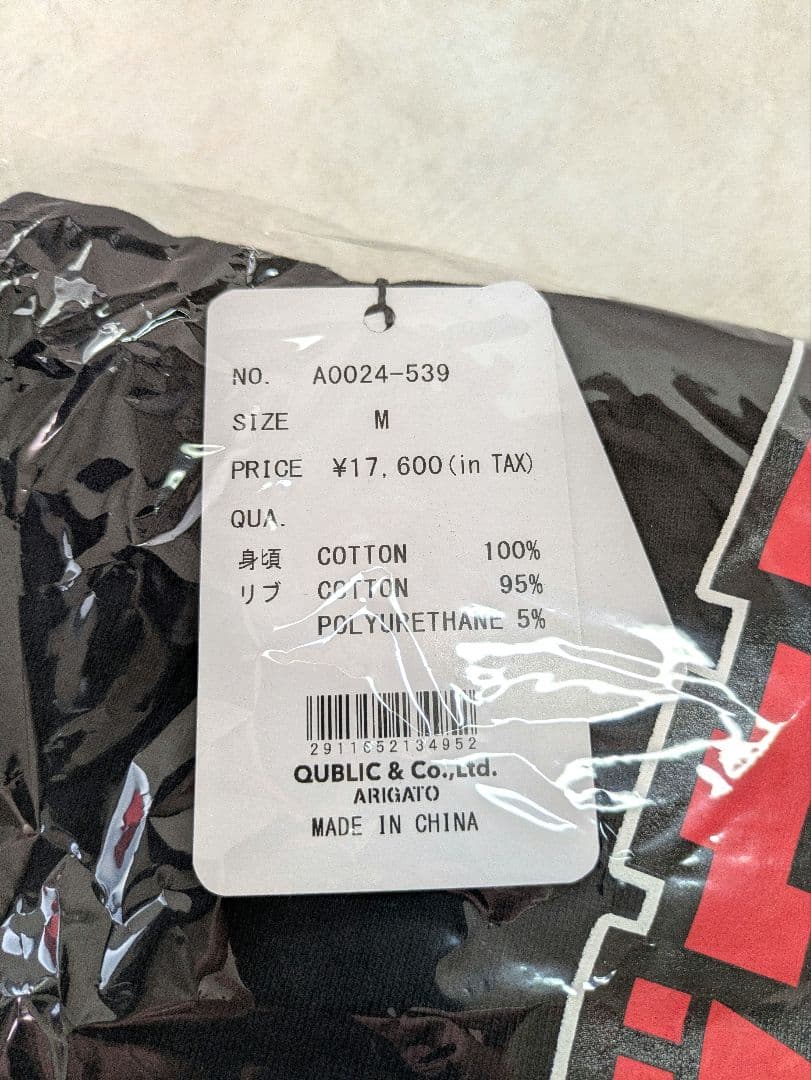 NO. A0024-539
SIZE M
PRICE ¥17,600(in TAX)
QUA.
身頃 COTTON 100%
リブ COTTON 95%
POLYURETHANE 5%
2911652134952
QUBLIC & Co.,Ltd.
ARIGATO
MADE IN CHINA